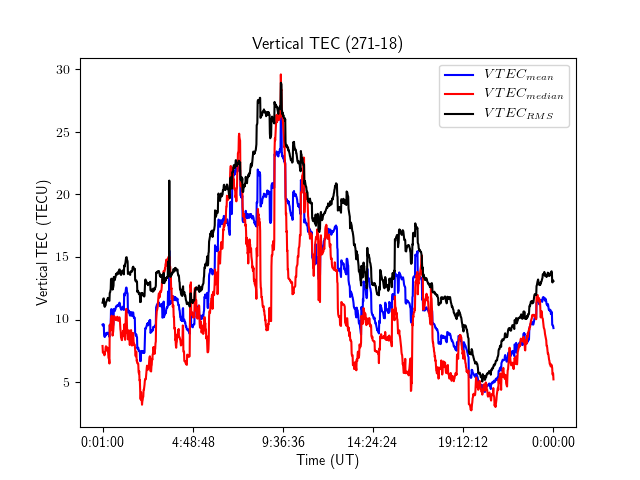 Vertical TEC (271-18)
VTEC_mean
VTEC_median
VTEC_RMS
30
25
20
15
10
5
Vertical TEC (TECU)
0:01:00 4:48:48 9:36:36 14:24:24 19:12:12 0:00:00
Time (UT)